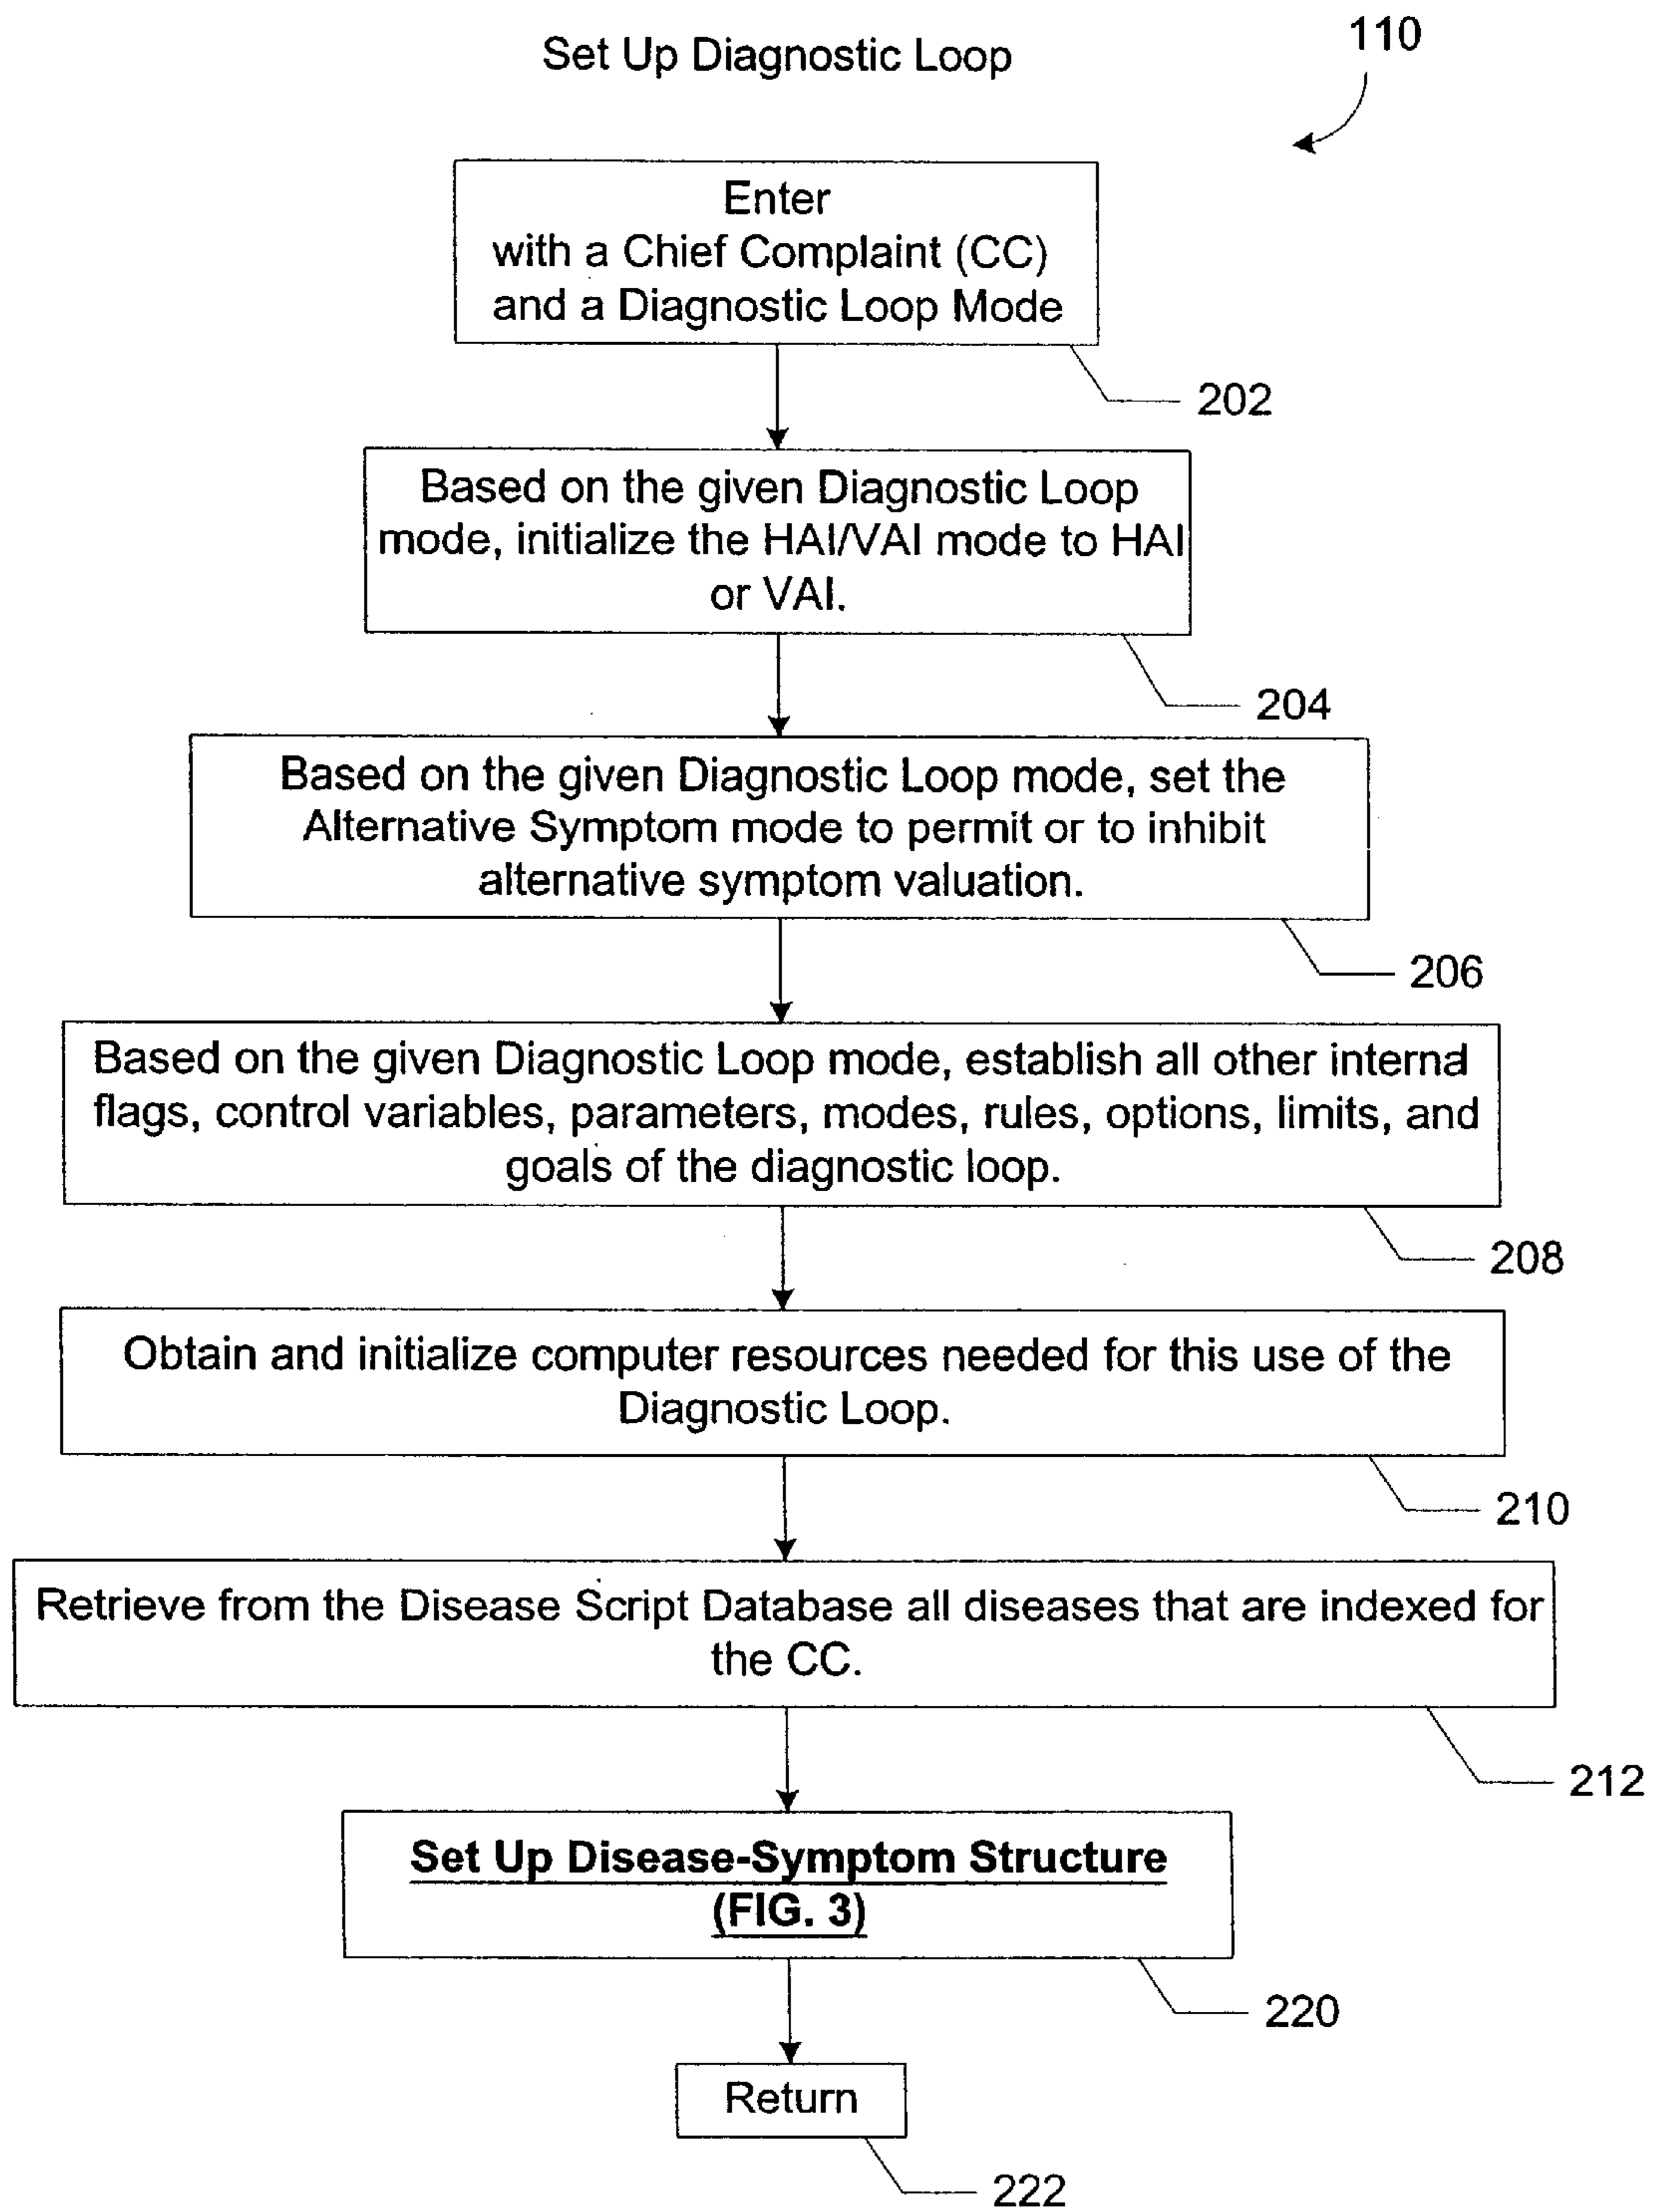 Set Up Diagnostic Loop
110
Enter
with a Chief Complaint (CC)
and a Diagnostic Loop Mode
202
Based on the given Diagnostic Loop
mode, initialize the HAI/VAI mode to HAI
or VAI.
204
Based on the given Diagnostic Loop mode, set the
Alternative Symptom mode to permit or to inhibit
alternative symptom valuation.
206
Based on the given Diagnostic Loop mode, establish all other internal
flags, control variables, parameters, modes, rules, options, limits, and
goals of the diagnostic loop.
208
Obtain and initialize computer resources needed for this use of the
Diagnostic Loop.
210
Retrieve from the Disease Script Database all diseases that are indexed for
the CC.
212
Set Up Disease-Symptom Structure
(FIG. 3)
220
Return
222